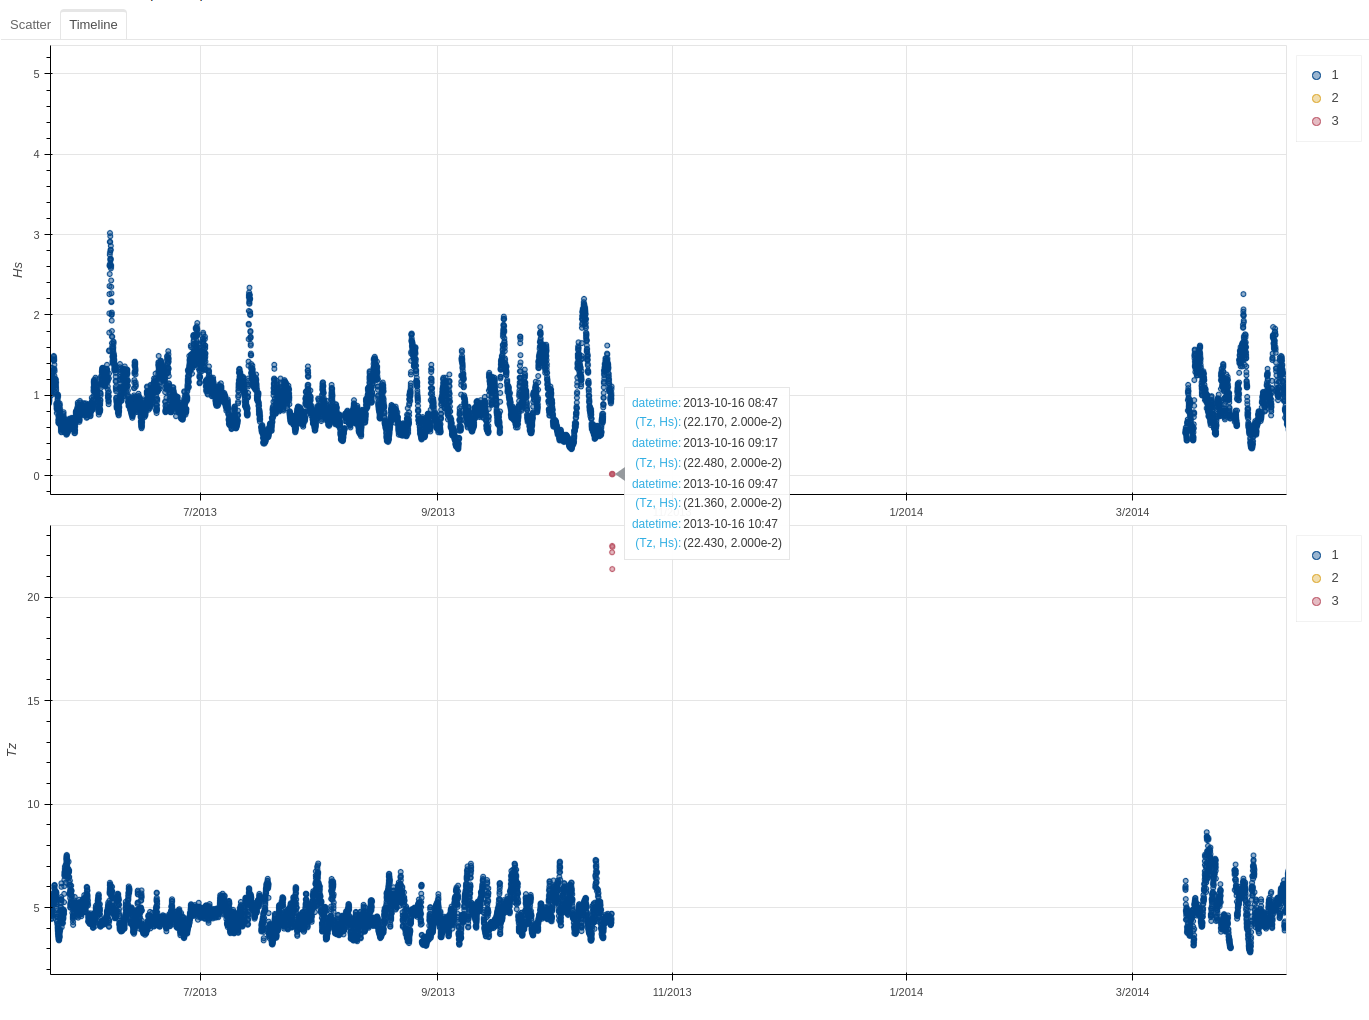 Scatter Timeline
5
4
3
2
1
0
Hs
7/2013 9/2013 1/2014 3/2014
1
2
3
datetime: 2013-10-16 08:47
(Tz, Hs): (22.170, 2.000e-2)
datetime: 2013-10-16 09:17
(Tz, Hs): (22.480, 2.000e-2)
datetime: 2013-10-16 09:47
(Tz, Hs): (21.360, 2.000e-2)
datetime: 2013-10-16 10:47
(Tz, Hs): (22.430, 2.000e-2)
20
15
10
5
Tz
7/2013 9/2013 11/2013 1/2014 3/2014
1
2
3